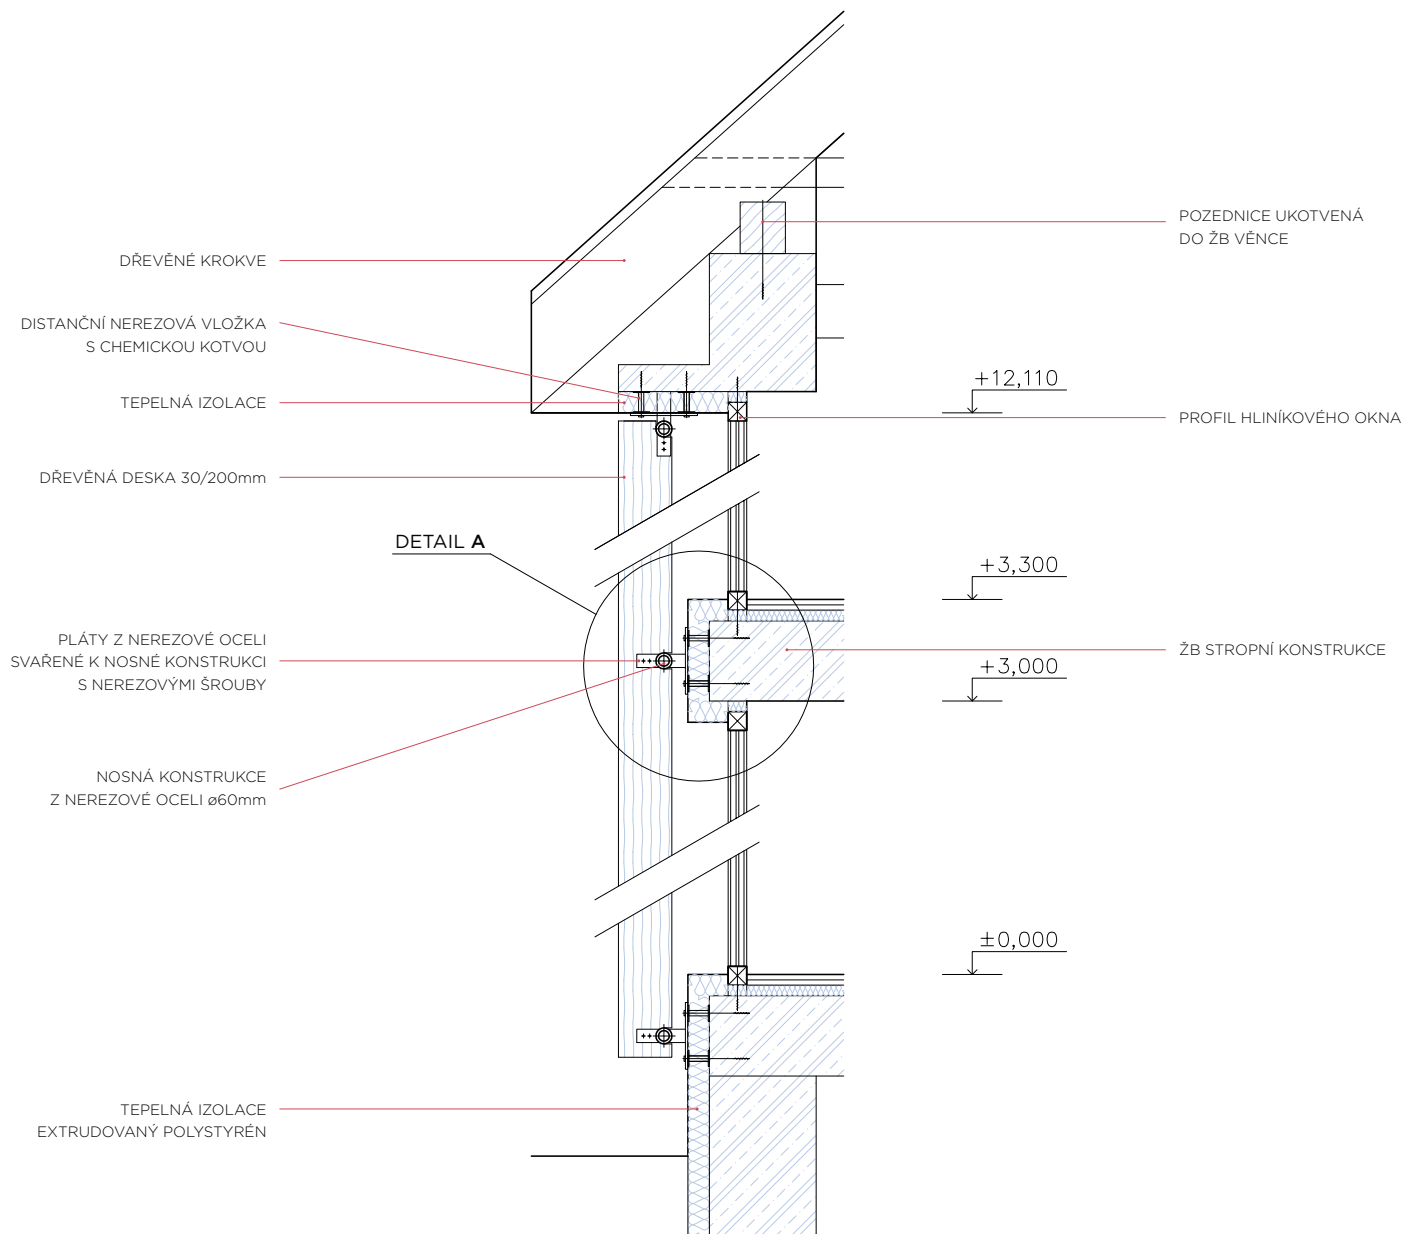 POZEDNICE UKOTVENÁ
DO ŽB VĚNCE
DŘEVĚNÉ KROKVE
DISTANČNÍ NEREZOVÁ VLOŽKA
S CHEMICKOU KOTVOU
+12,110
TEPELNÁ IZOLACE
PROFIL HLINÍKOVÉHO OKNA
DŘEVĚNÁ DESKA 30/200mm
DETAIL A
+3,300
PLÁTY Z NEREZOVÉ OCELI
SVAŘENÉ K NOSNÉ KONSTRUKCI
S NEREZOVÝMI ŠROUBY
ŽB STROPNÍ KONSTRUKCE
+3,000
NOSNÁ KONSTRUKCE
Z NEREZOVÉ OCELI ø60mm
±0,000
TEPELNÁ IZOLACE
EXTRUDOVANÝ POLYSTYRÉN